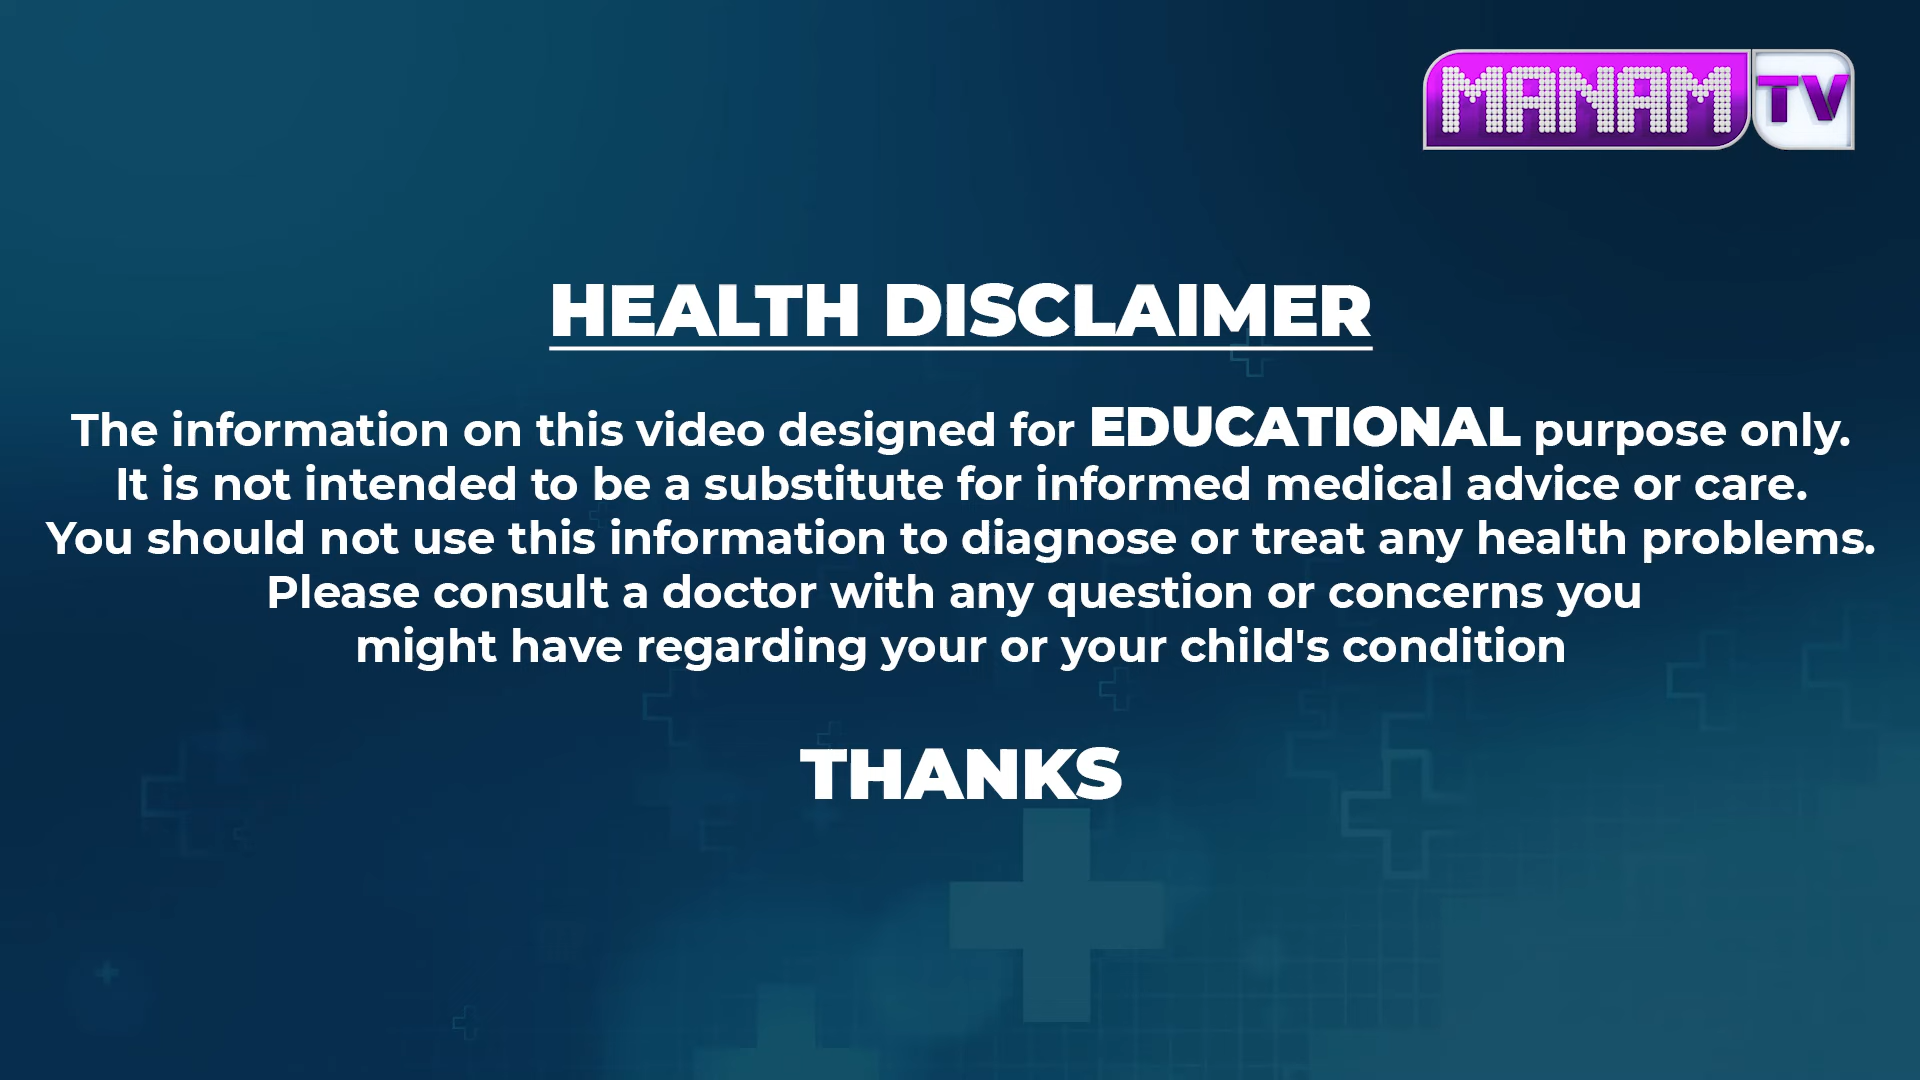 MANAM TV
HEALTH DISCLAIMER
The information on this video designed for EDUCATIONAL purpose only.
It is not intended to be a substitute for informed medical advice or care.
You should not use this information to diagnose or treat any health problems.
Please consult a doctor with any question or concerns you
might have regarding your or your child's condition
THANKS